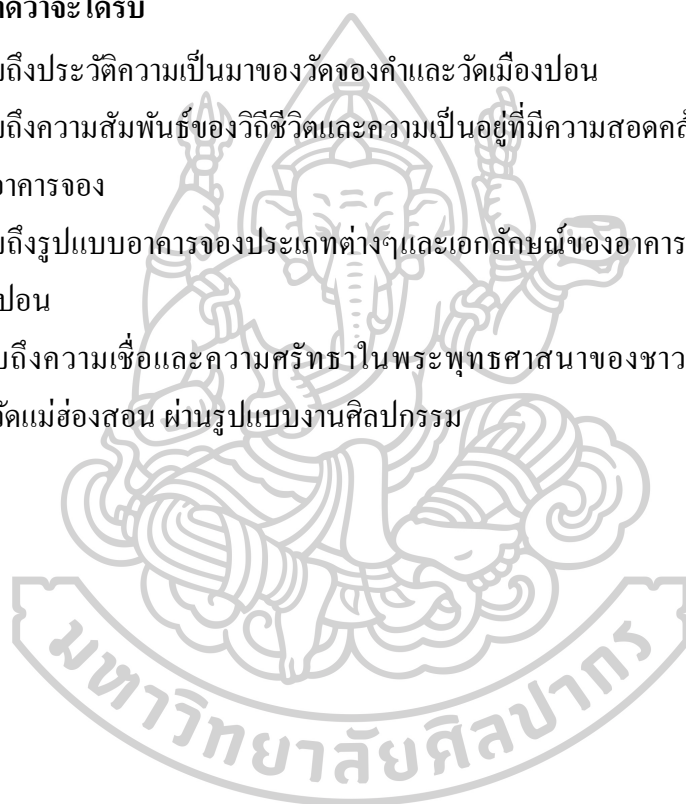 าดว่าจะได้รับ
บถึงประวัติความเป็นมาของวัดจองคำและวัดเมืองปอน
บถึงความสัมพันธ์ของวิถีชีวิตและความเป็นอยู่ที่มีความสอดคล้
อาคารจอง
บถึงรูปแบบอาคารจองประเภทต่างๆและเอกลักษณ์ของอาคาร
ปอน
บถึงความเชื่อและความศรัทธาในพระพุทธศาสนาของชาว
วัดแม่ฮ่องสอน ผ่านรูปแบบงานศิลปกรรม
มหาวิทยาลัยศิลปากร